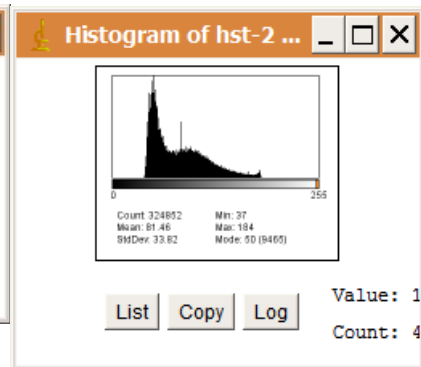 Histogram of hst-2 ...
0 255
Count: 324852 Min: 37
Mean: 81.46 Max: 184
StdDev: 33.82 Mode: 50 (9465)
List Copy Log
Value: 1
Count: 4